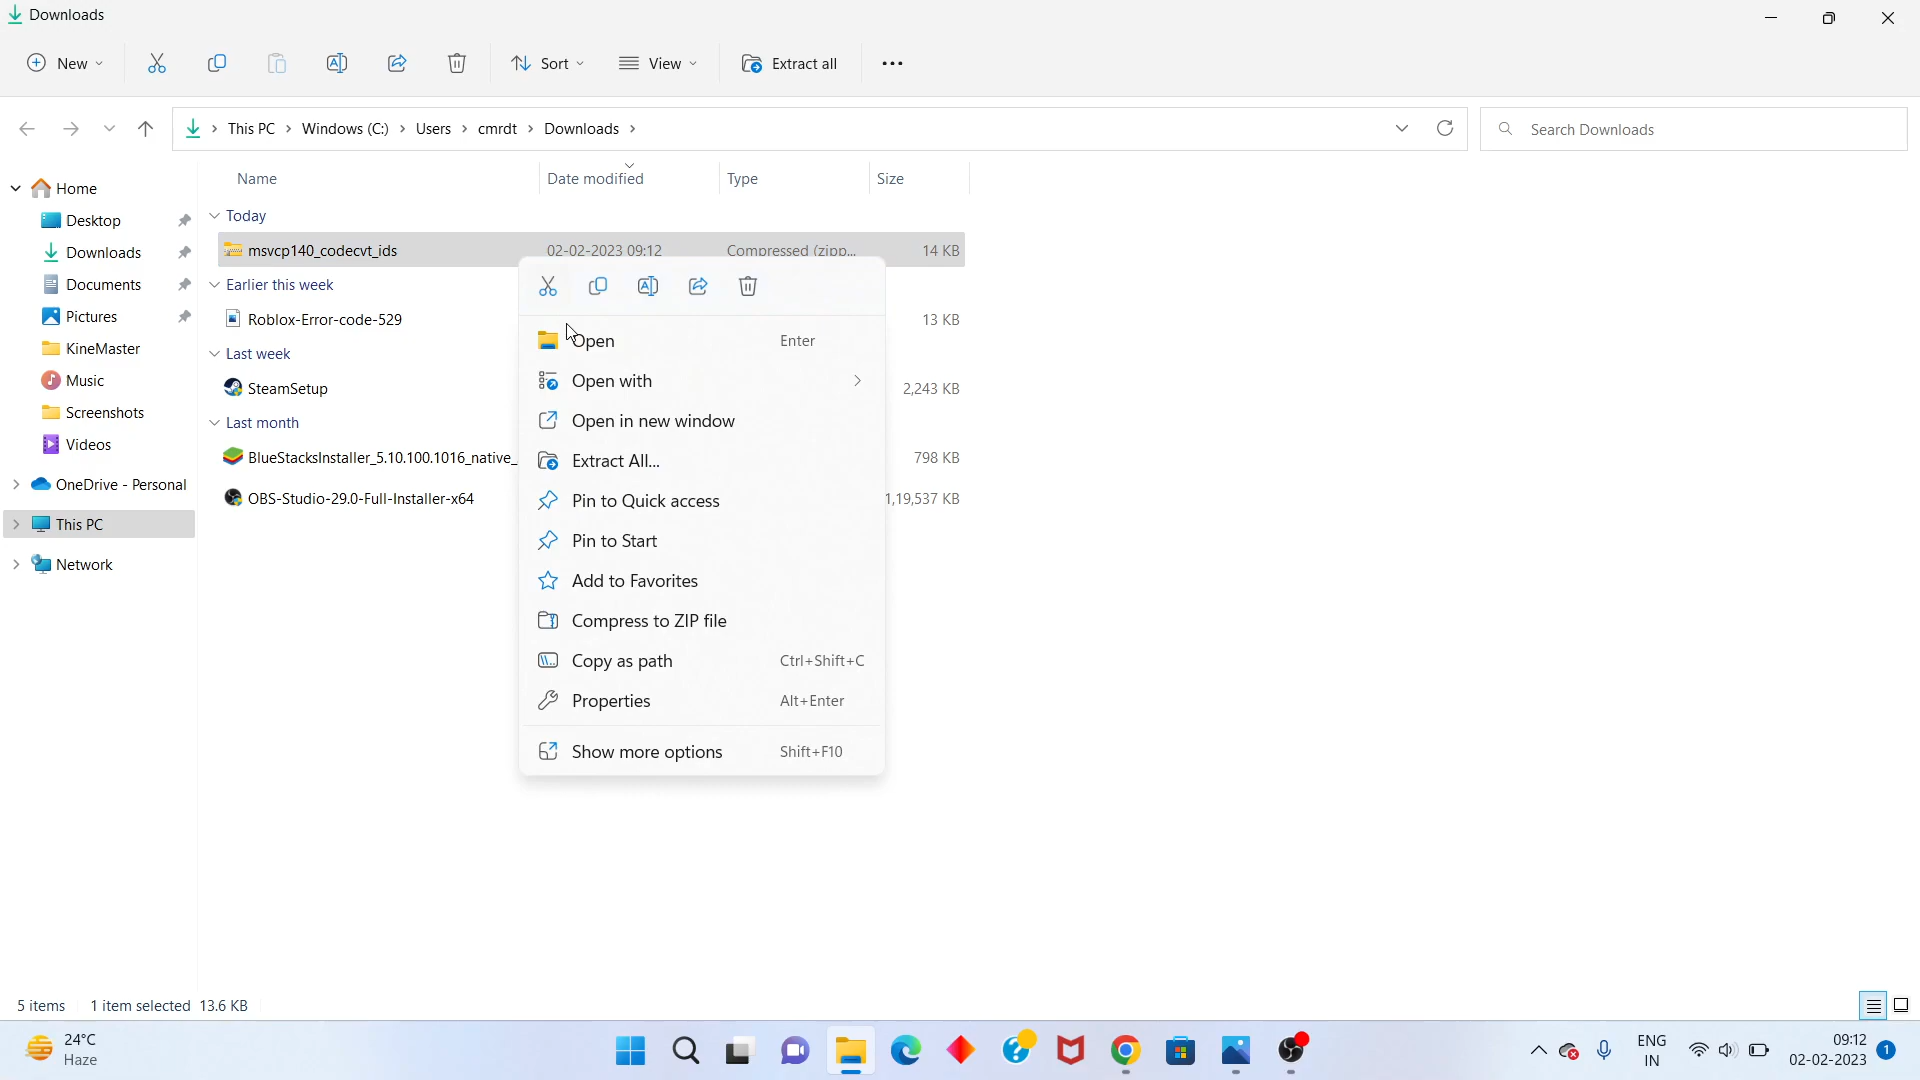 Downloads
New
Sort
View
Extract all
This PC > Windows (C:) > Users > cmrdt > Downloads >
Search Downloads
Name Date modified Type Size
Home
Desktop
Downloads
Documents
Pictures
KineMaster
Music
Screenshots
Videos
OneDrive - Personal
This PC
Network
Today
msvcp140_codecvt_ids 02-02-2023 09:12 Compressed (zipp... 14 KB
Earlier this week
Roblox-Error-code-529 13 KB
Last week
SteamSetup 2,243 KB
Last month
BlueStacksInstaller_5.10.100.1016_native_ 798 KB
OBS-Studio-29.0-Full-Installer-x64 1,19,537 KB
Open Enter
Open with
Open in new window
Extract All...
Pin to Quick access
Pin to Start
Add to Favorites
Compress to ZIP file
Copy as path Ctrl+Shift+C
Properties Alt+Enter
Show more options Shift+F10
5 items 1 item selected 13.6 KB
24°C
Haze
ENG
IN
09:12
02-02-2023
1